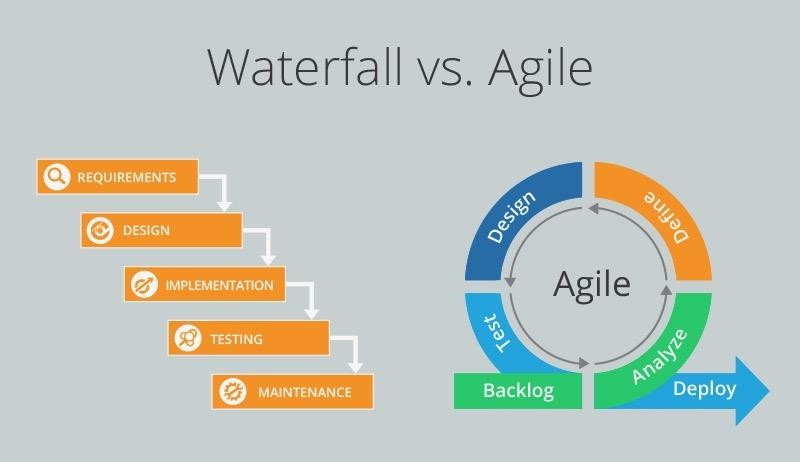 Waterfall vs. Agile
REQUIREMENTS
DESIGN
IMPLEMENTATION
TESTING
MAINTENANCE
Design
Define
Agile
Test
Analyze
Backlog
Deploy